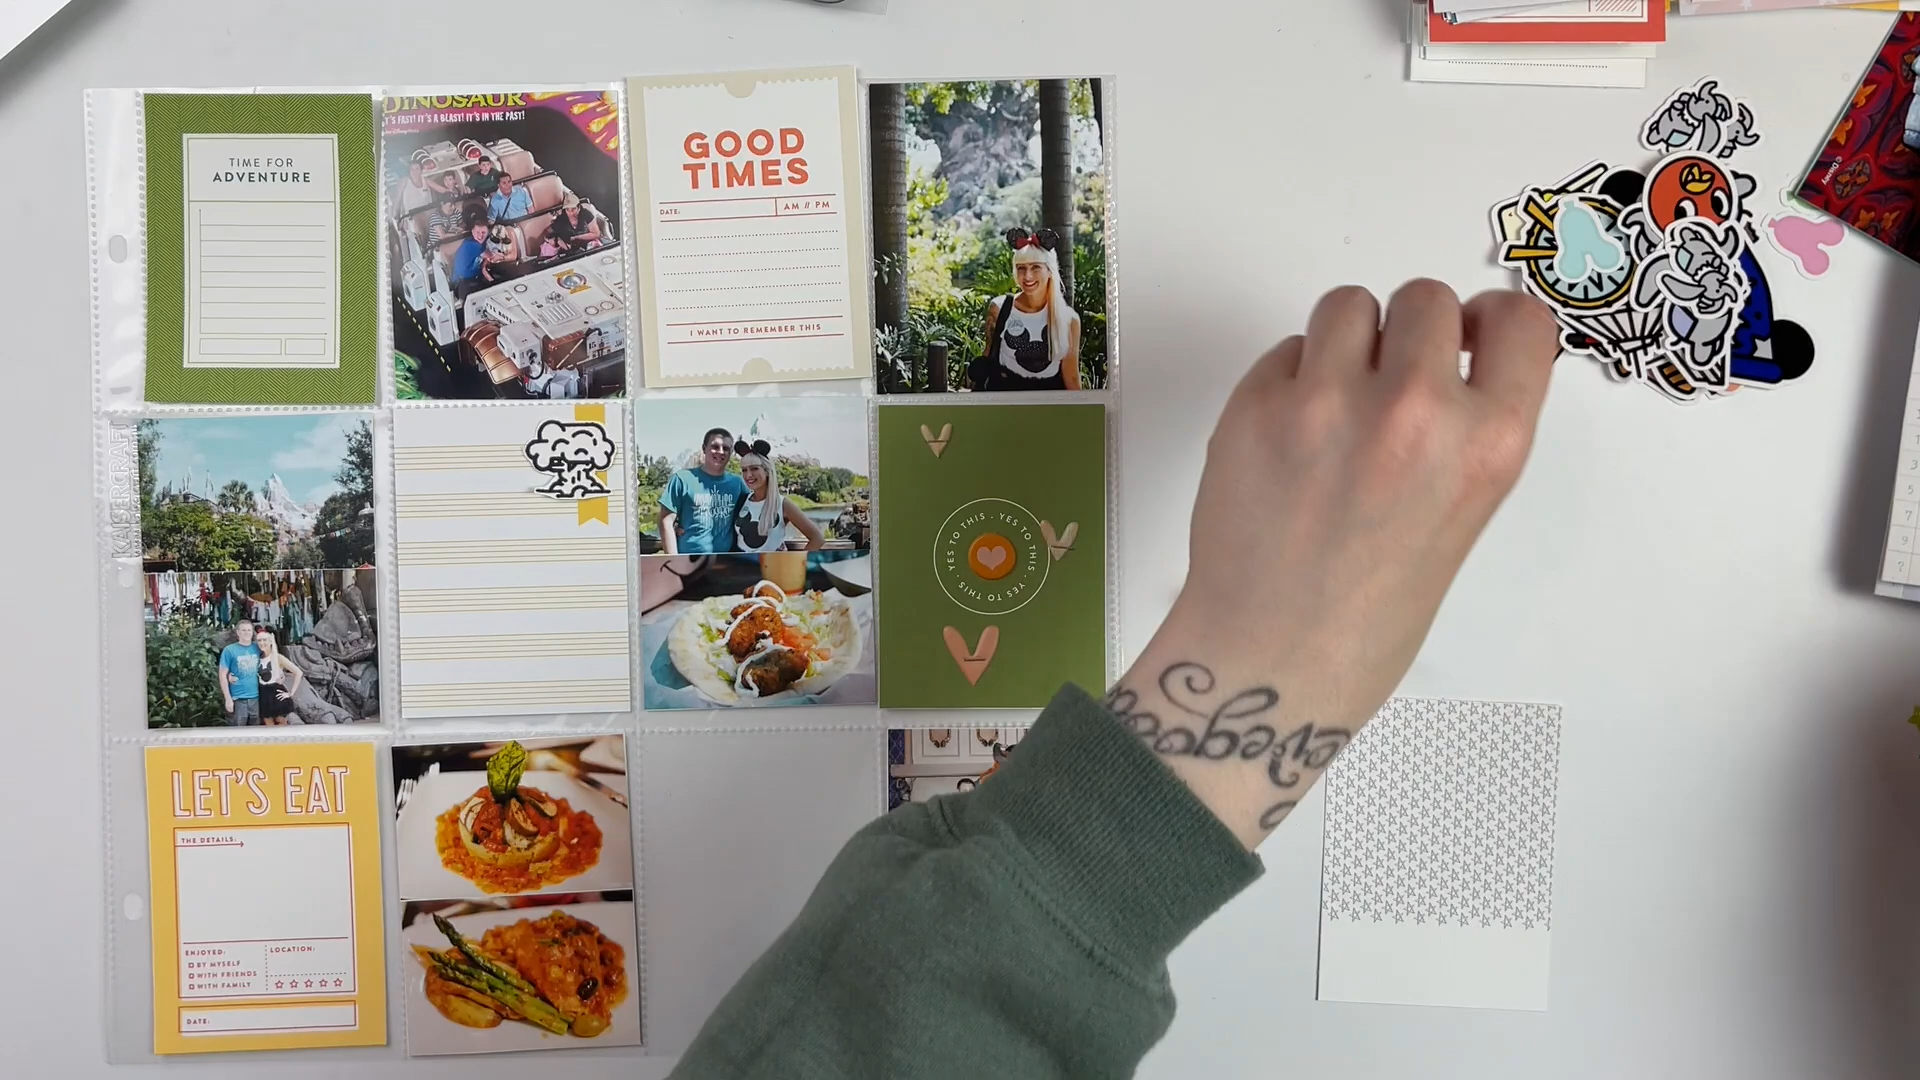 TIME FOR
ADVENTURE
DINOSAUR
IT'S FAST! IT'S A BLAST! IT'S IN THE PAST!
GOOD
TIMES
DATE:
AM // PM
I WANT TO REMEMBER THIS
KAISERCRAFT
YES TO THIS · YES TO THIS · YES TO THIS ·
LET'S EAT
THE DETAILS:
ENJOYED:
BY MYSELF
WITH FRIENDS
WITH FAMILY
LOCATION:
DATE:
©Disney